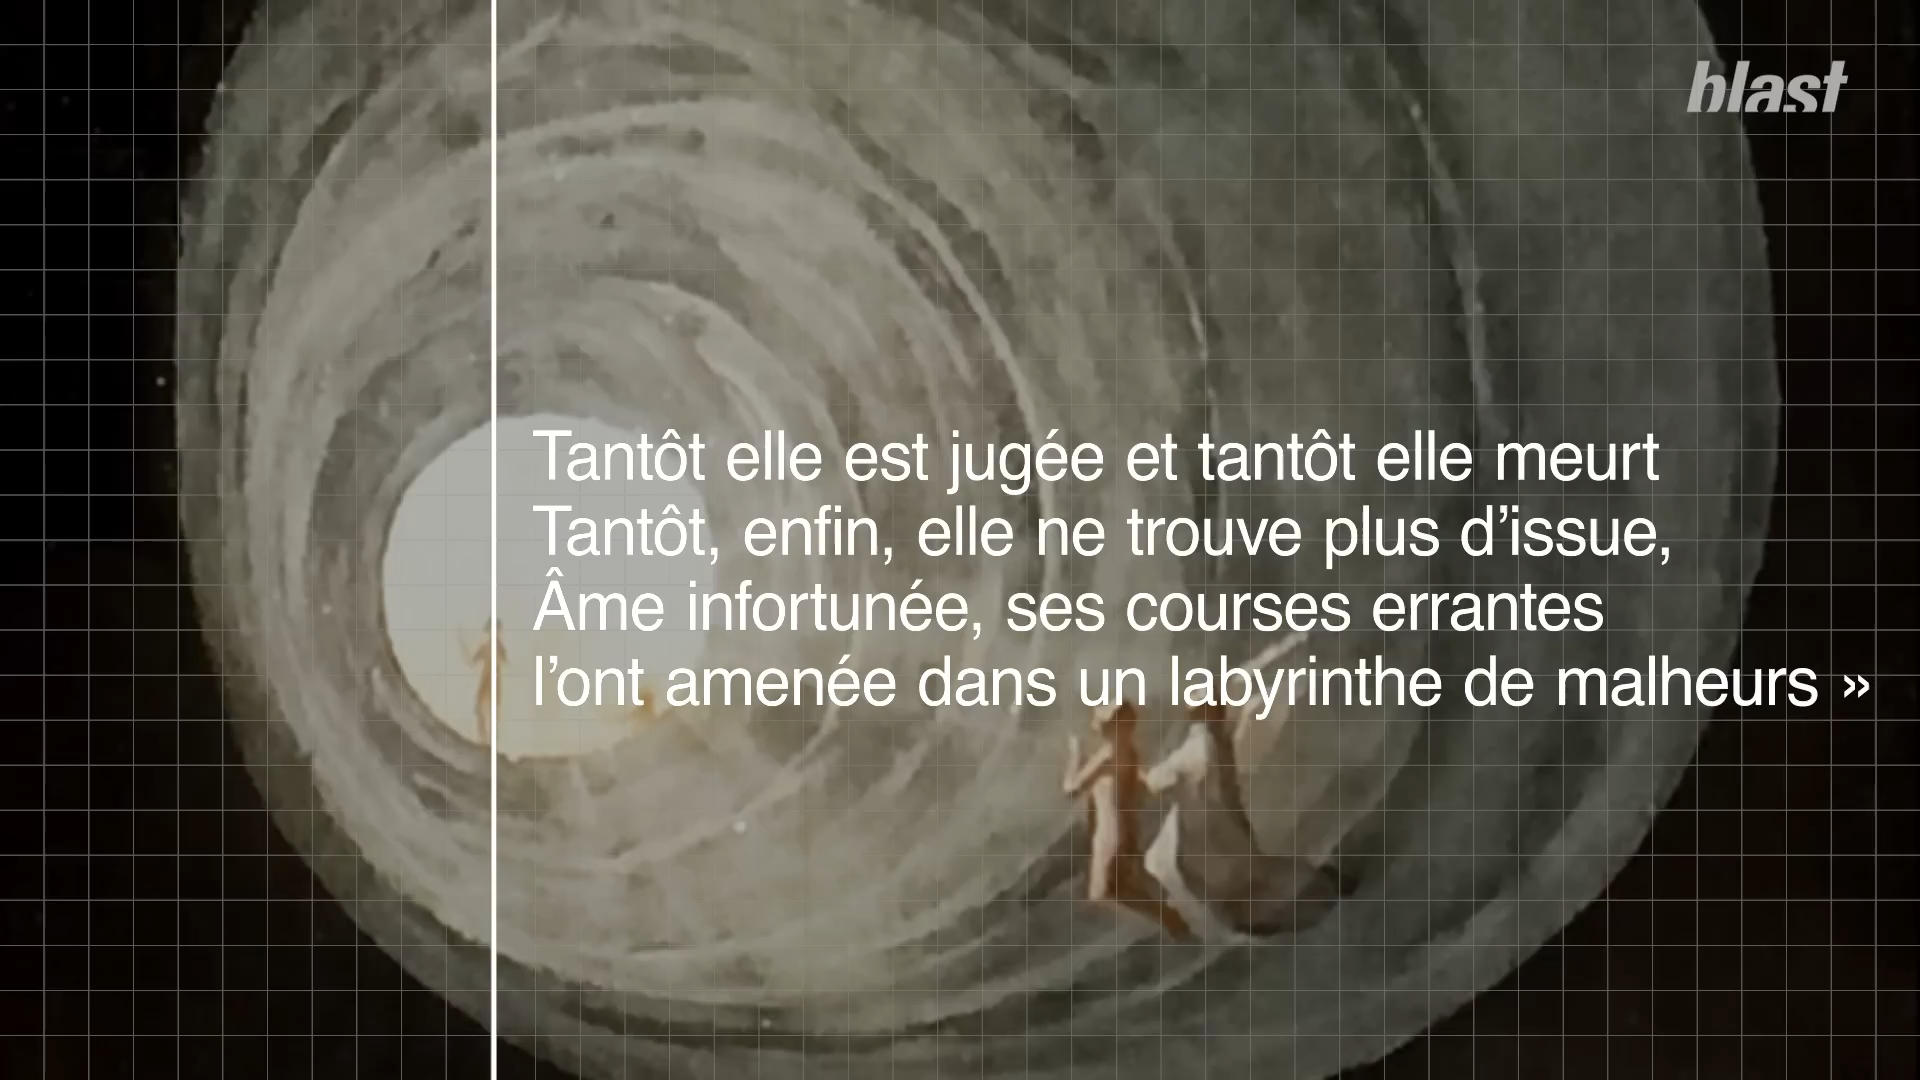 blast
Tantôt elle est jugée et tantôt elle meurt
Tantôt, enfin, elle ne trouve plus d’issue,
Âme infortunée, ses courses errantes
l’ont amenée dans un labyrinthe de malheurs »